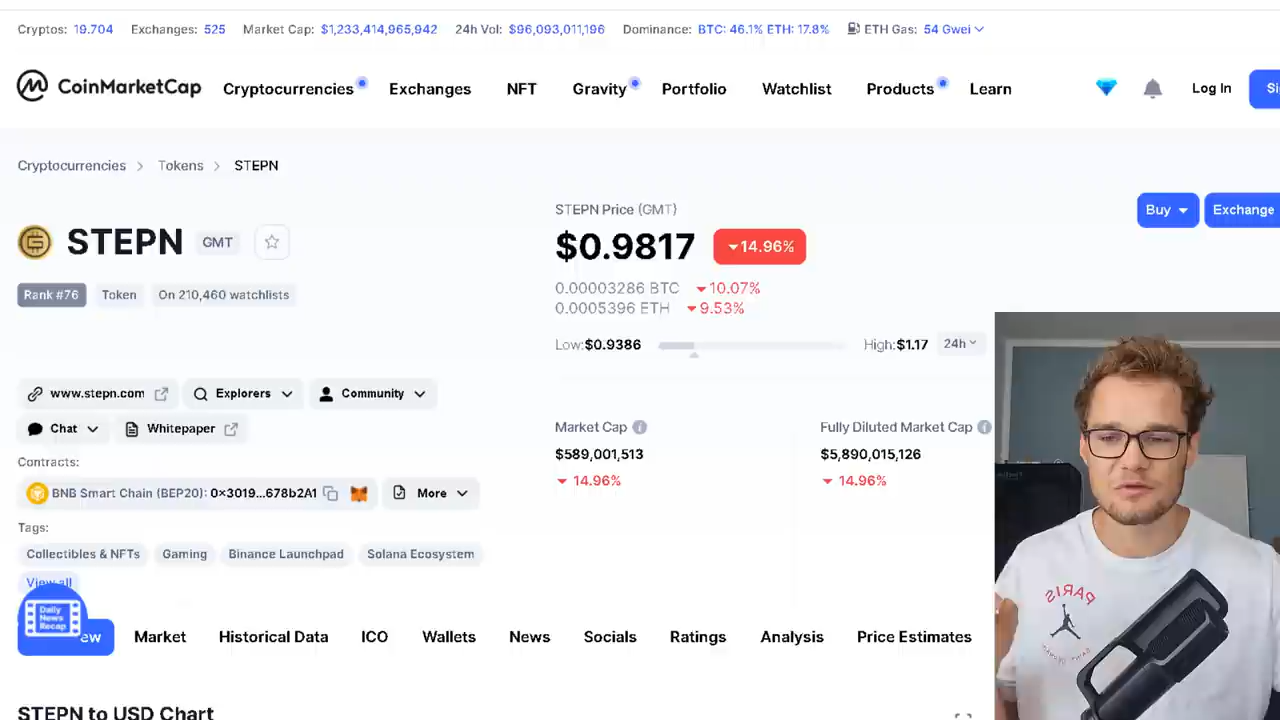 Cryptos: 19.704 Exchanges: 525 Market Cap: $1,233,414,965,942 24h Vol: $96,093,011,196 Dominance: BTC: 46.1% ETH: 17.8% ETH Gas: 54 Gwei
CoinMarketCap Cryptocurrencies Exchanges NFT Gravity Portfolio Watchlist Products Learn Log In Si
Cryptocurrencies > Tokens > STEPN
STEPN GMT
Rank #76 Token On 210,460 watchlists
STEPN Price (GMT)
$0.9817 14.96%
0.00003286 BTC 10.07%
0.0005396 ETH 9.53%
Low: $0.9386 High: $1.17 24h
Buy Exchange
www.stepn.com Explorers Community
Chat Whitepaper
Contracts:
BNB Smart Chain (BEP20): 0x3019...678b2A1 More
Tags:
Collectibles & NFTs Gaming Binance Launchpad Solana Ecosystem
View all
Market Cap
$589,001,513
14.96%
Fully Diluted Market Cap
$5,890,015,126
14.96%
Daily
News
Recap
ew Market Historical Data ICO Wallets News Socials Ratings Analysis Price Estimates
STEPN to USD Chart
PARIS